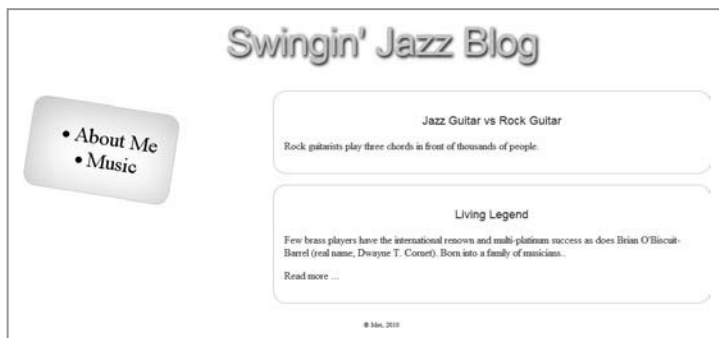 Swingin' Jazz Blog
• About Me
• Music
Jazz Guitar vs Rock Guitar
Rock guitarists play three chords in front of thousands of people.
Living Legend
Few brass players have the international renown and multi-platinum success as does Brian O'Biscuit-
Barrel (real name, Dwayne T. Cornet). Born into a family of musicians..
Read more ...
© Me, 2010